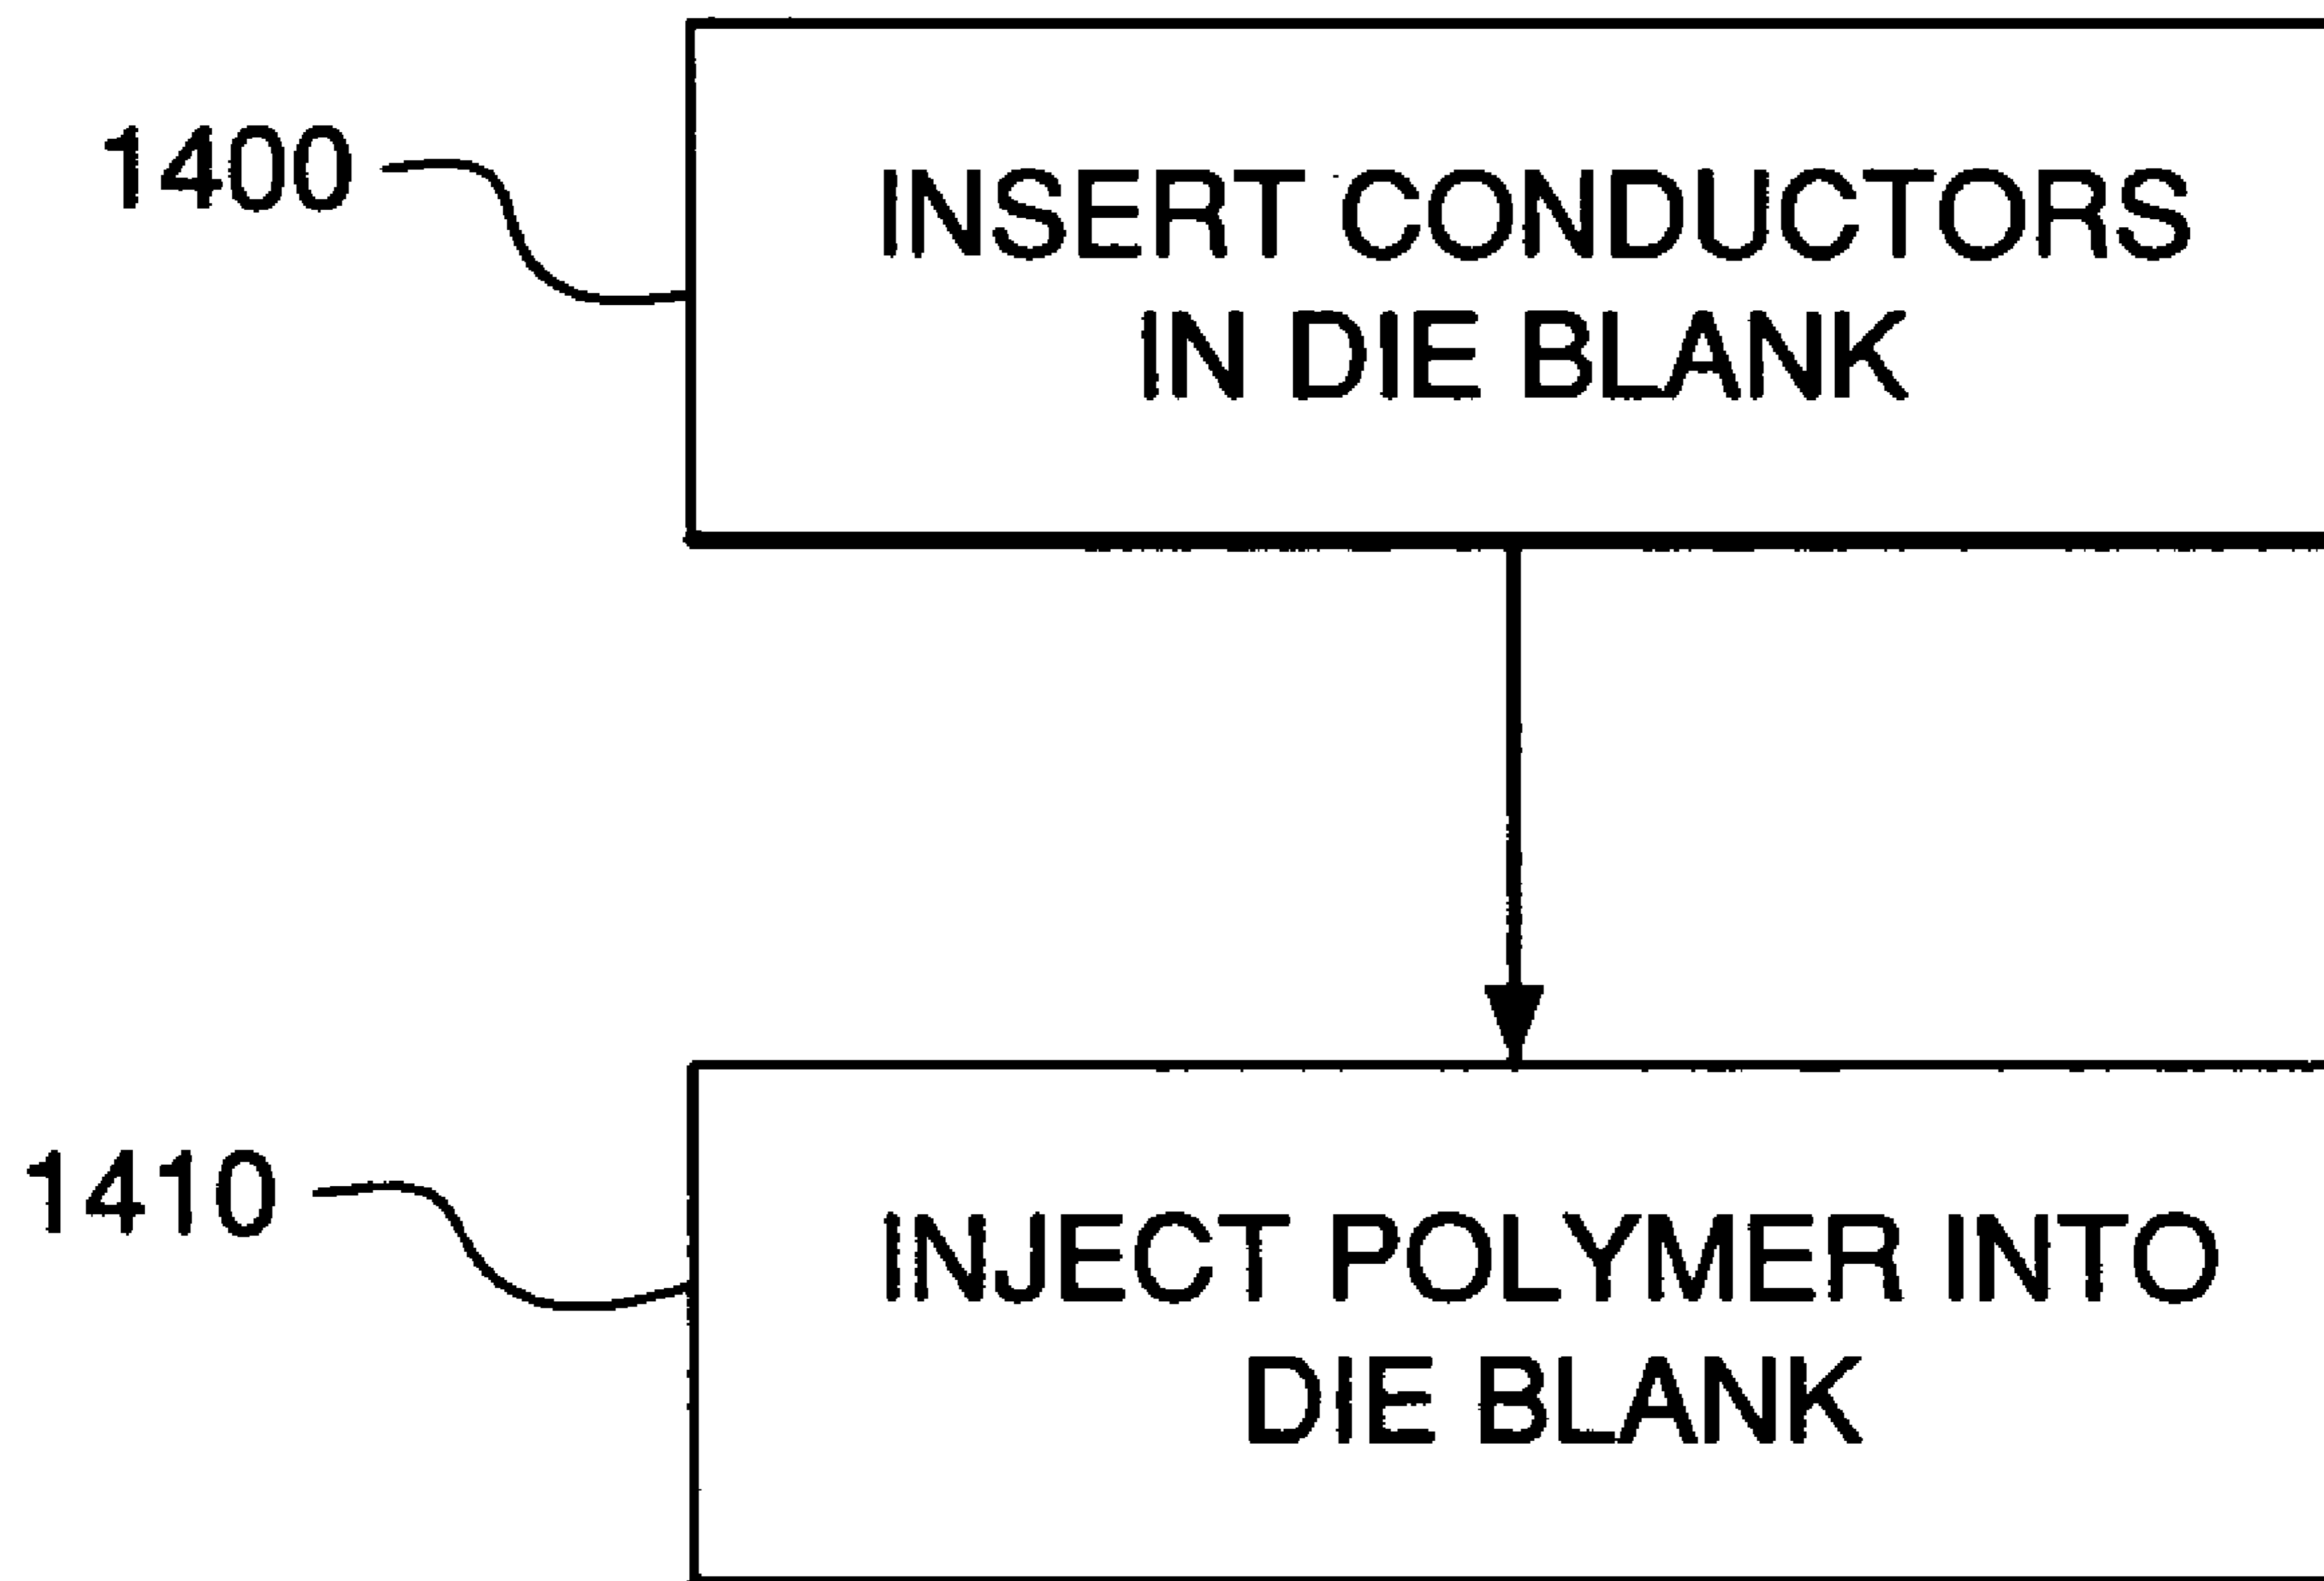 1400
INSERT CONDUCTORS
IN DIE BLANK
1410
INJECT POLYMER INTO
DIE BLANK